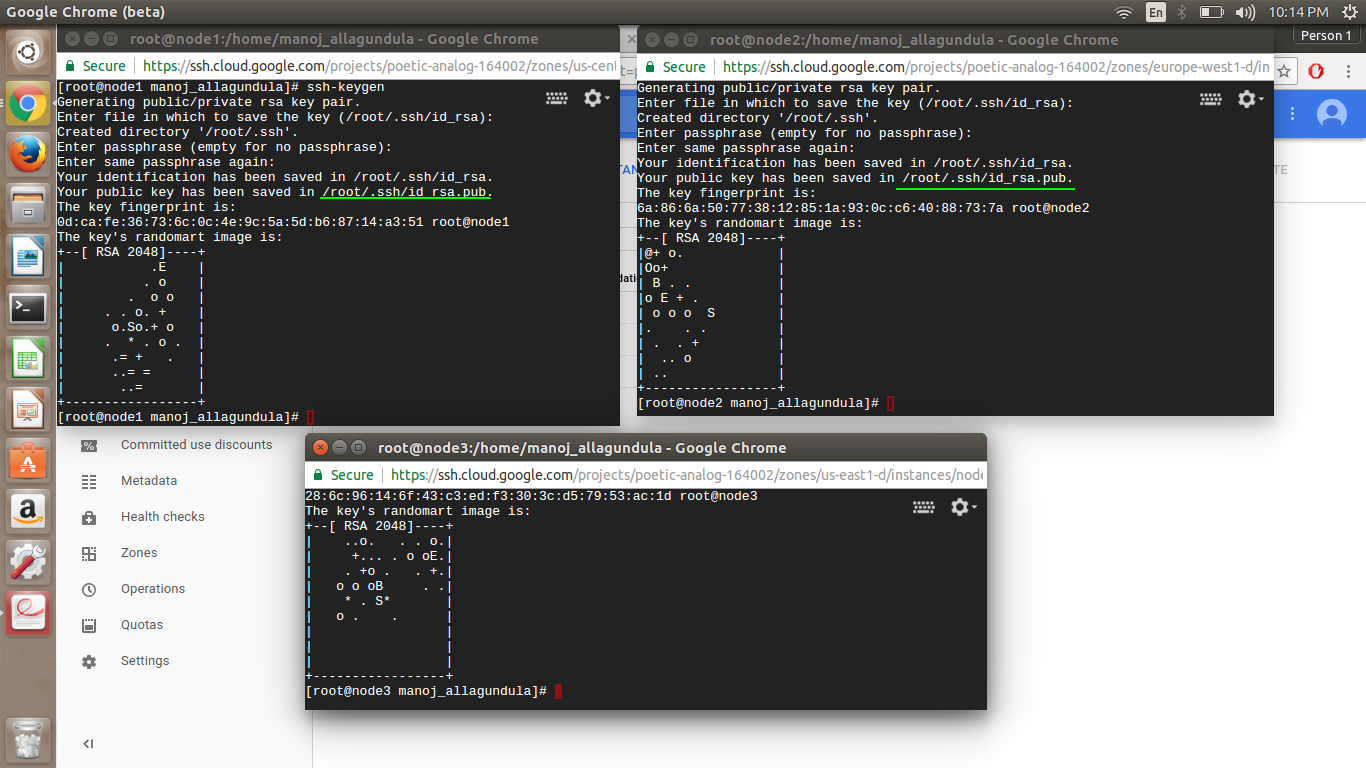 Google Chrome (beta)
En
10:14 PM
root@node1:/home/manoj_allagundula - Google Chrome
Secure https://ssh.cloud.google.com/projects/poetic-analog-164002/zones/us-cent
[root@node1 manoj_allagundula]# ssh-keygen
Generating public/private rsa key pair.
Enter file in which to save the key (/root/.ssh/id_rsa):
Created directory '/root/.ssh'.
Enter passphrase (empty for no passphrase):
Enter same passphrase again:
Your identification has been saved in /root/.ssh/id_rsa.
Your public key has been saved in /root/.ssh/id_rsa.pub.
The key fingerprint is:
0d:ca:fe:36:73:6c:0c:4e:9c:5a:5d:b6:87:14:a3:51 root@node1
The key's randomart image is:
+--[ RSA 2048]----+
|           .E    |
|          . o    |
|        .  o o   |
|     . . o. +    |
|      o.So.+ o   |
|     .  * . o .  |
|      .= +   .   |
|      ..= =      |
|       ..=       |
+-----------------+
[root@node1 manoj_allagundula]#
root@node2:/home/manoj_allagundula - Google Chrome
Person 1
Secure https://ssh.cloud.google.com/projects/poetic-analog-164002/zones/europe-west1-d/in
Generating public/private rsa key pair.
Enter file in which to save the key (/root/.ssh/id_rsa):
Created directory '/root/.ssh'.
Enter passphrase (empty for no passphrase):
Enter same passphrase again:
Your identification has been saved in /root/.ssh/id_rsa.
Your public key has been saved in /root/.ssh/id_rsa.pub.
The key fingerprint is:
6a:86:6a:50:77:38:12:85:1a:93:0c:c6:40:88:73:7a root@node2
The key's randomart image is:
+--[ RSA 2048]----+
|@+ o.            |
|Oo+              |
| B . .           |
|o E + .          |
| o o o  S        |
|.    . .         |
| .  . +          |
|  .. o           |
| ..              |
+-----------------+
[root@node2 manoj_allagundula]#
TE
Committed use discounts
Metadata
Health checks
Zones
Operations
Quotas
Settings
root@node3:/home/manoj_allagundula - Google Chrome
Secure https://ssh.cloud.google.com/projects/poetic-analog-164002/zones/us-east1-d/instances/node
28:6c:96:14:6f:43:c3:ed:f3:30:3c:d5:79:53:ac:1d root@node3
The key's randomart image is:
+--[ RSA 2048]----+
|    ..o.   . . o.|
|     +... . o oE.|
|    . +o .   . +.|
|   o o oB     . .|
|    * . S*       |
|   o .    .      |
|                 |
|                 |
|                 |
+-----------------+
[root@node3 manoj_allagundula]#